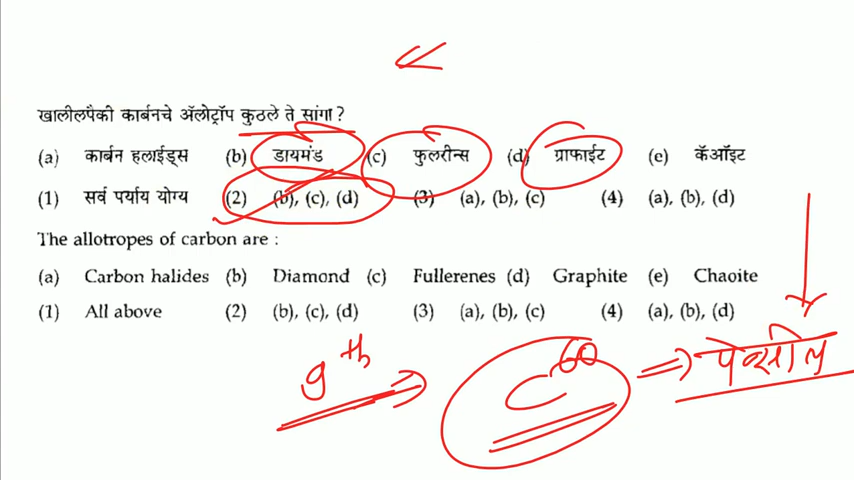 खालीलपैकी कार्बनचे ॲलोट्रॉप कुठले ते सांगा ?
(a) कार्बन हलाईड्स (b) डायमंड (c) फुलरीन्स (d) ग्राफाईट (e) कॅऑइट
(1) सर्व पर्याय योग्य (2) (b), (c), (d) (3) (a), (b), (c) (4) (a), (b), (d)
The allotropes of carbon are :
(a) Carbon halides (b) Diamond (c) Fullerenes (d) Graphite (e) Chaoite
(1) All above (2) (b), (c), (d) (3) (a), (b), (c) (4) (a), (b), (d)
9th ⇒ C60 ⇒ पेन्सील